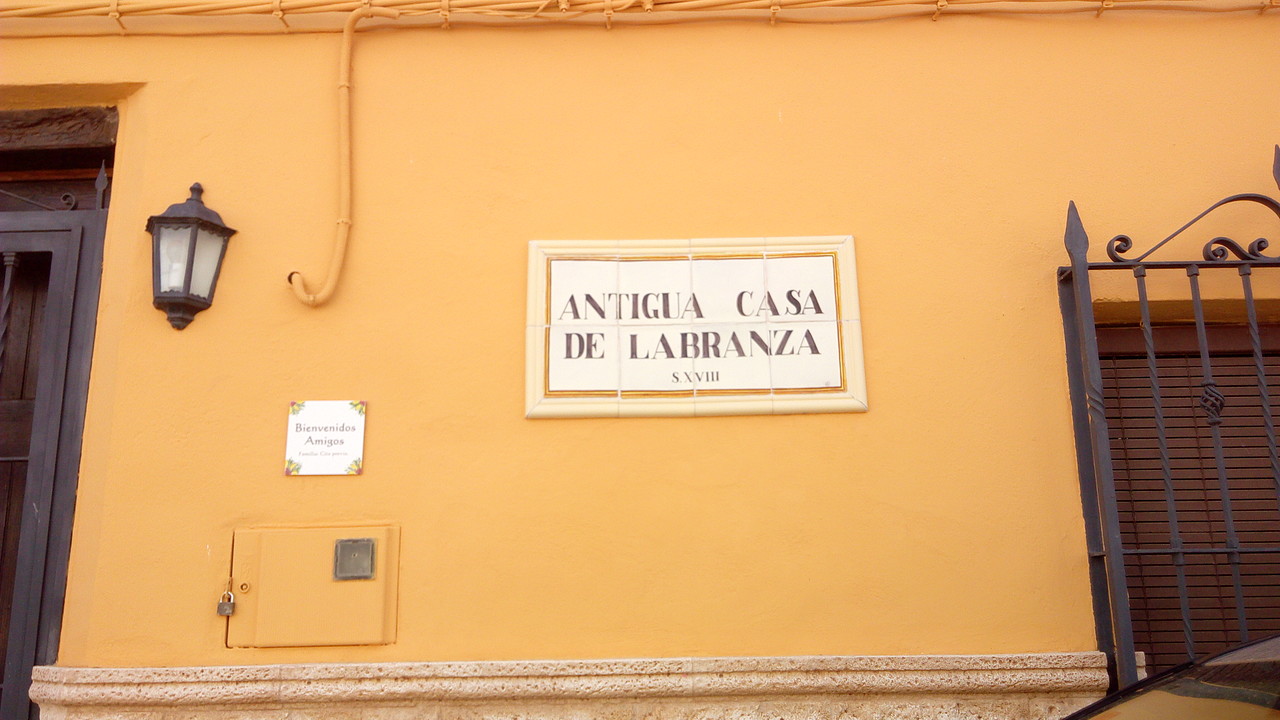 ANTIGUA CASA
DE LABRANZA
S.XVIII
Bienvenidos
Amigos